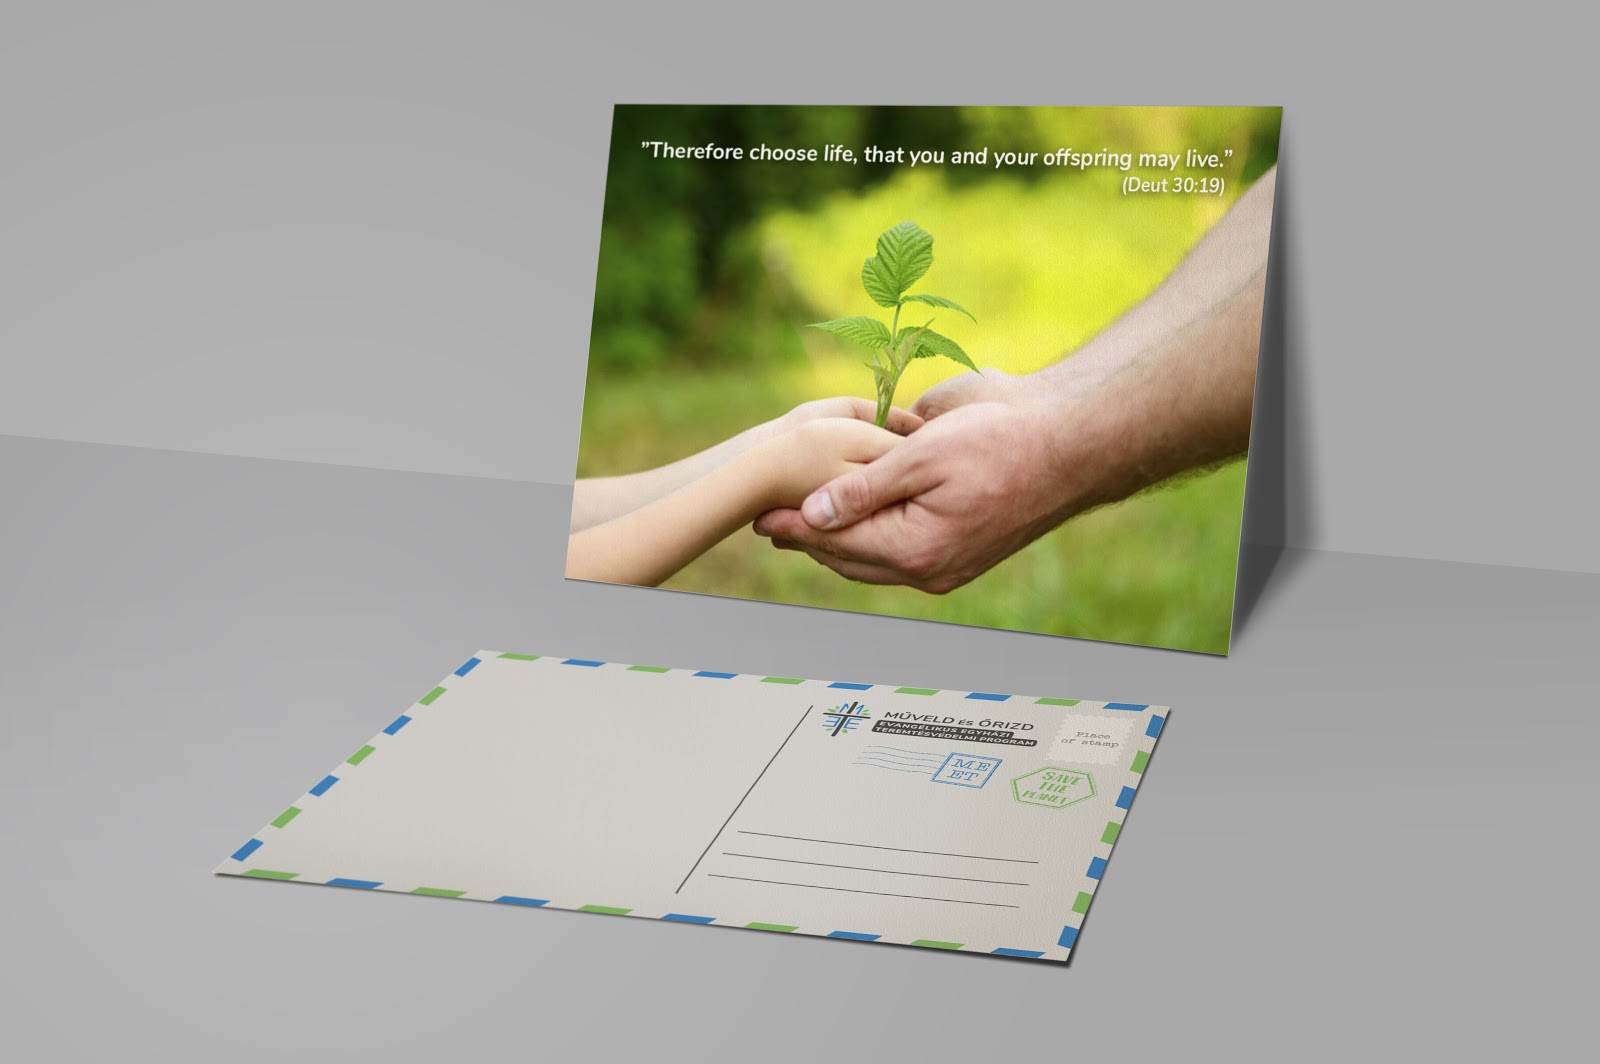 ”Therefore choose life, that you and your offspring may live.”
(Deut 30:19)
MŰVELD és ŐRIZD
EVANGÉLIKUS EGYHÁZI
TEREMTÉSVÉDELMI PROGRAM
Place
of stamp
ME
ET
SAVE
THE
PLANET